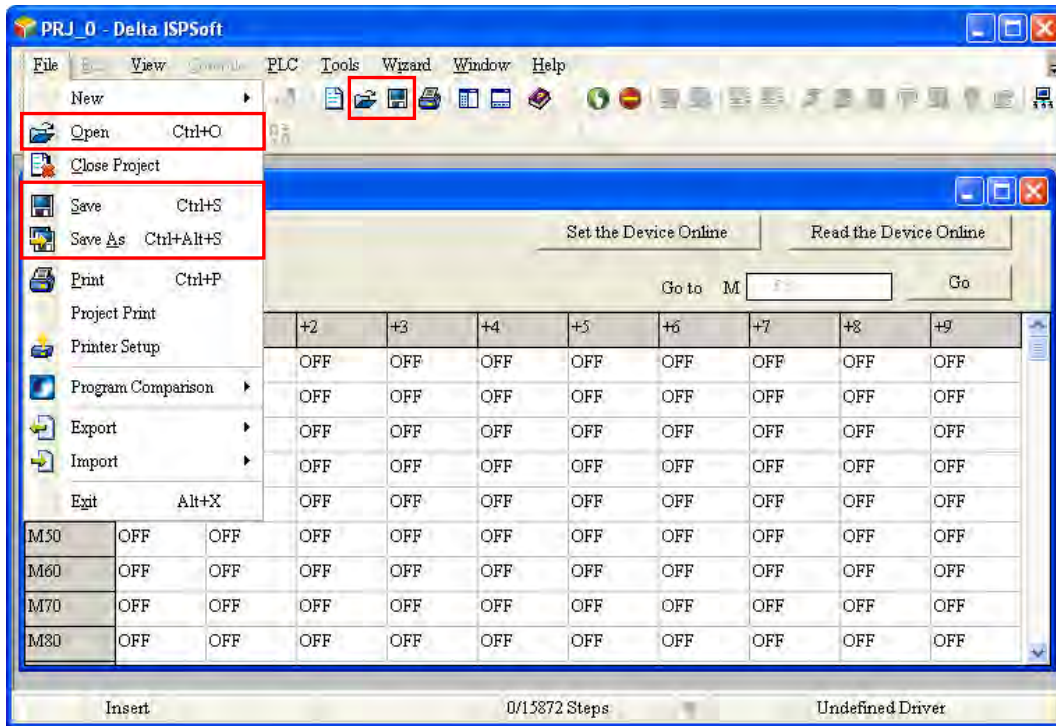 PRJ_0 - Delta ISPSoft
File View PLC Tools Wizard Window Help
New
Open Ctrl+O
Close Project
Save Ctrl+S
Save As Ctrl+Alt+S
Print Ctrl+P
Project Print
Printer Setup
Program Comparison
Export
Import
Exit Alt+X
Set the Device Online Read the Device Online
Go to M Go
+2 +3 +4 +5 +6 +7 +8 +9
OFF OFF OFF OFF OFF OFF OFF OFF
OFF OFF OFF OFF OFF OFF OFF OFF
OFF OFF OFF OFF OFF OFF OFF OFF
OFF OFF OFF OFF OFF OFF OFF OFF
OFF OFF OFF OFF OFF OFF OFF OFF
M50 OFF OFF OFF OFF OFF OFF OFF OFF OFF OFF
M60 OFF OFF OFF OFF OFF OFF OFF OFF OFF OFF
M70 OFF OFF OFF OFF OFF OFF OFF OFF OFF OFF
M80 OFF OFF OFF OFF OFF OFF OFF OFF OFF OFF
Insert 0/15872 Steps Undefined Driver